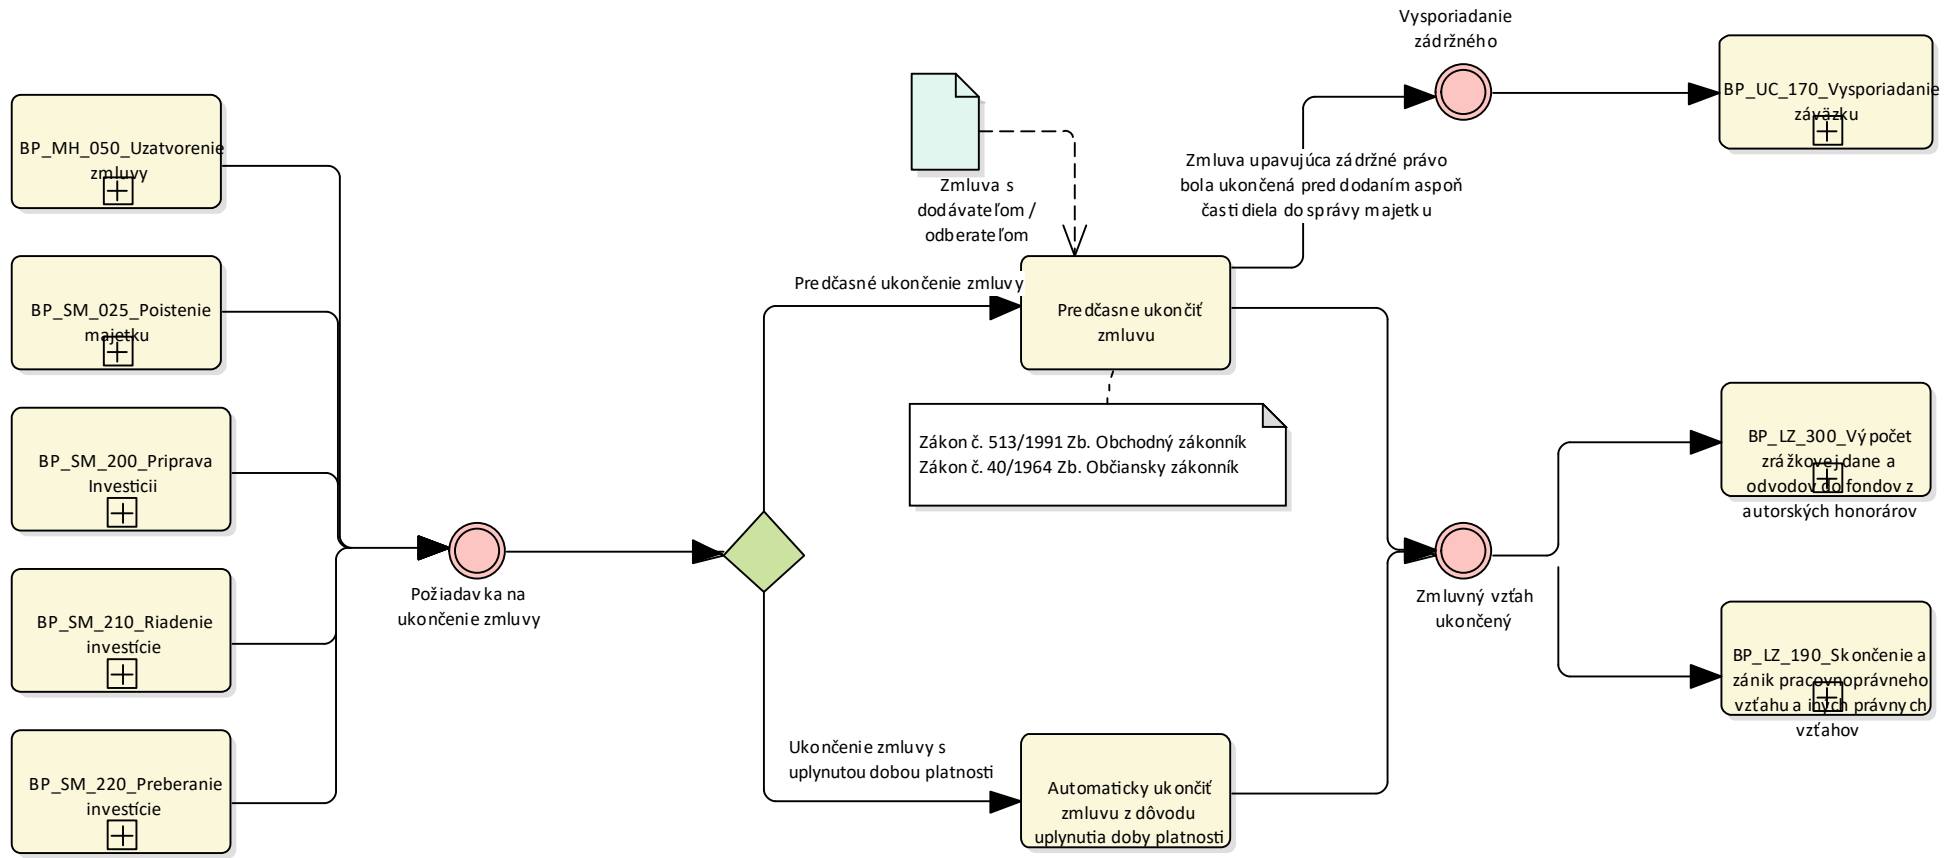 Vysporiadanie
zádržného
BP_UC_170_Vysporiadanie
záväzku
BP_MH_050_Uzatvorenie
zmluvy
Zmluva s
dodávateľom /
odberateľom
Zmluva upavujúca zádržné právo
bola ukončená pred dodaním aspoň
časti diela do správy majetku
BP_SM_025_Poistenie
majetku
Predčasné ukončenie zmluvy
Predčasne ukončiť
zmluvu
BP_SM_200_Priprava
Investicii
Zákon č. 513/1991 Zb. Obchodný zákonník
Zákon č. 40/1964 Zb. Občiansky zákonník
BP_LZ_300_Výpočet
zrážkovej dane a
odvodov do fondov z
autorských honorárov
Požiadavka na
ukončenie zmluvy
Zmluvný vzťah
ukončený
BP_SM_210_Riadenie
investície
BP_LZ_190_Skončenie a
zánik pracovnoprávneho
vzťahu a iných právnych
vzťahov
BP_SM_220_Preberanie
investície
Ukončenie zmluvy s
uplynutou dobou platnosti
Automaticky ukončiť
zmluvu z dôvodu
uplynutia doby platnosti